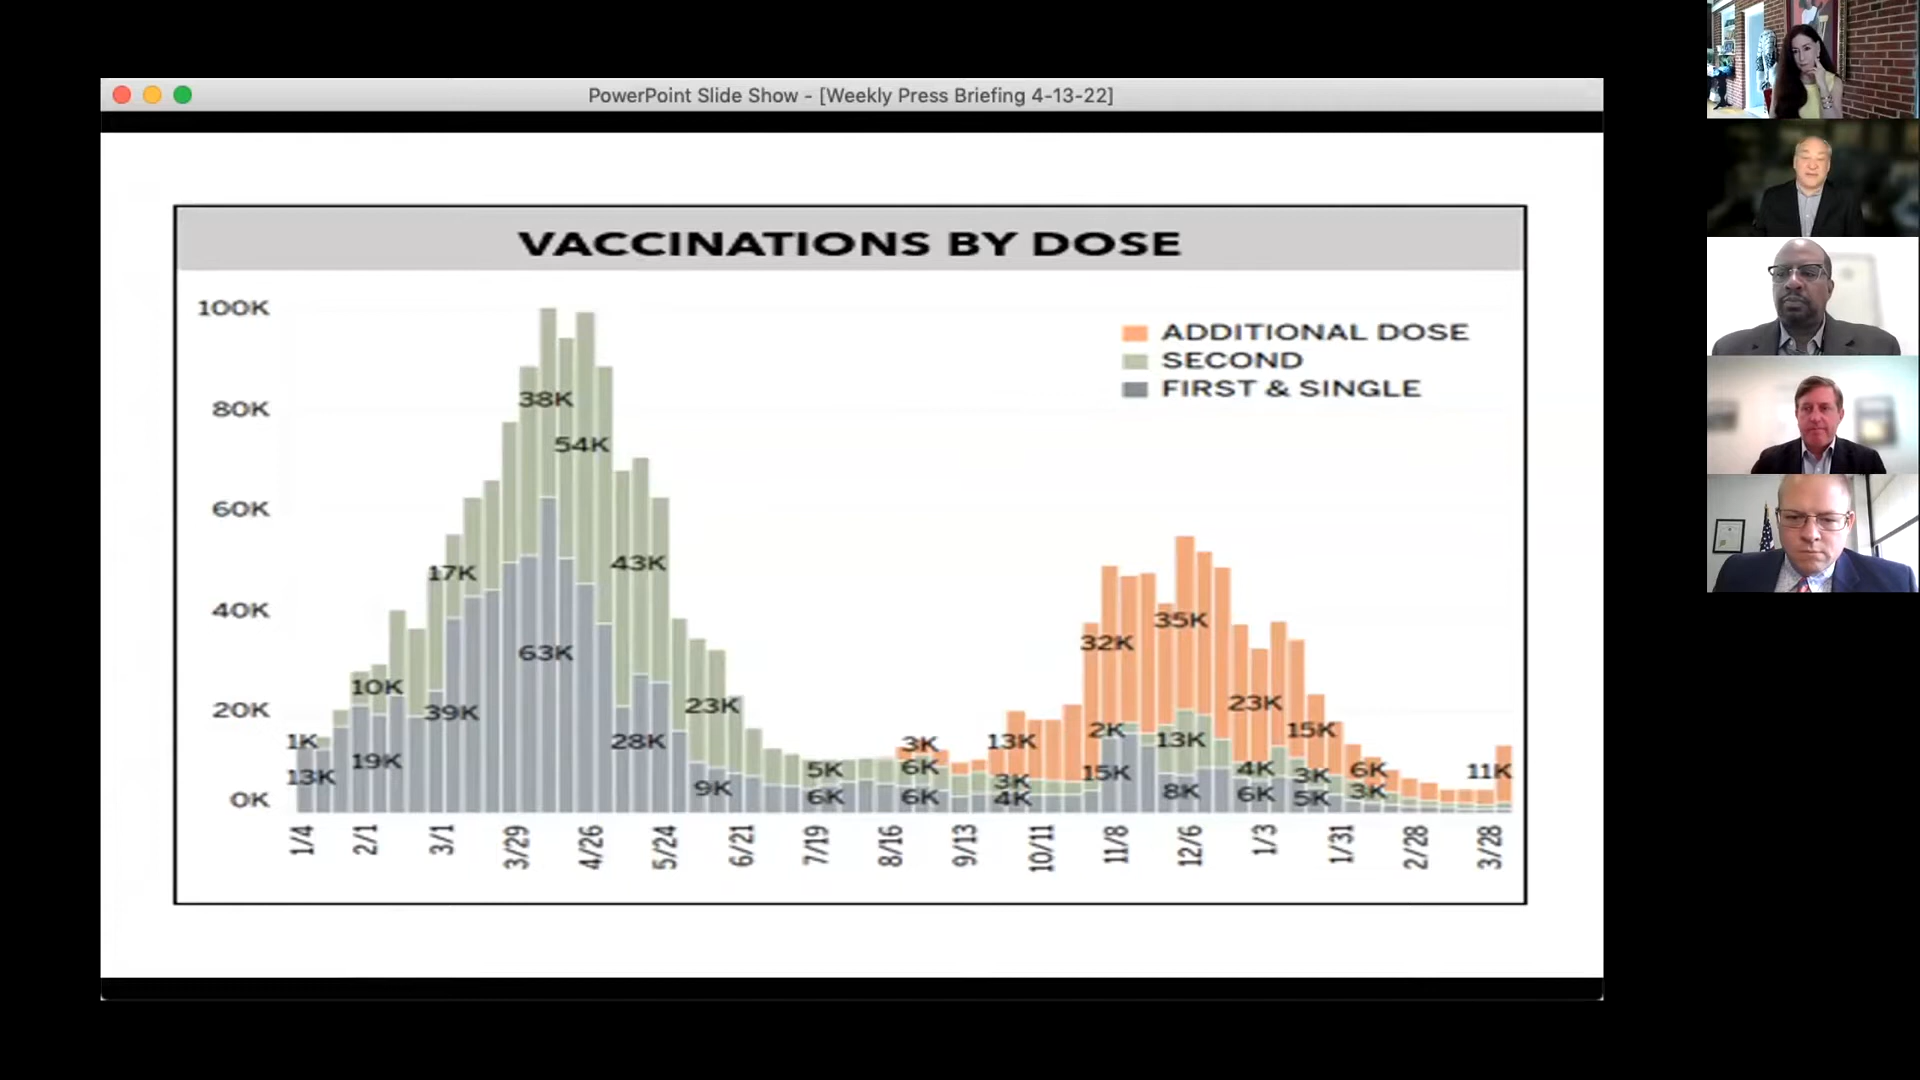 PowerPoint Slide Show - [Weekly Press Briefing 4-13-22]
VACCINATIONS BY DOSE
100K
80K
60K
40K
20K
0K
ADDITIONAL DOSE
SECOND
FIRST & SINGLE
38K
54K
17K
43K
63K
10K
39K
1K
19K
13K
28K
23K
9K
5K
6K
3K
6K
6K
13K
3K
4K
32K
2K
15K
35K
13K
8K
23K
4K
6K
15K
3K
5K
6K
3K
11K
1/4 2/1 3/1 3/29 4/26 5/24 6/21 7/19 8/16 9/13 10/11 11/8 12/6 1/3 1/31 2/28 3/28